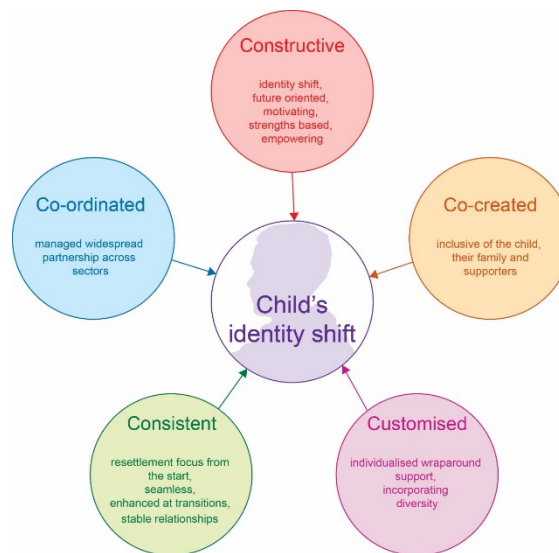 Constructive
identity shift,
future oriented,
motivating,
strengths based,
empowering
Co-ordinated
managed widespread
partnership across
sectors
Co-created
inclusive of the child,
their family and
supporters
Child's
identity shift
Consistent
resettlement focus from
the start,
seamless,
enhanced at transitions,
stable relationships
Customised
individualised wraparound
support,
incorporating
diversity